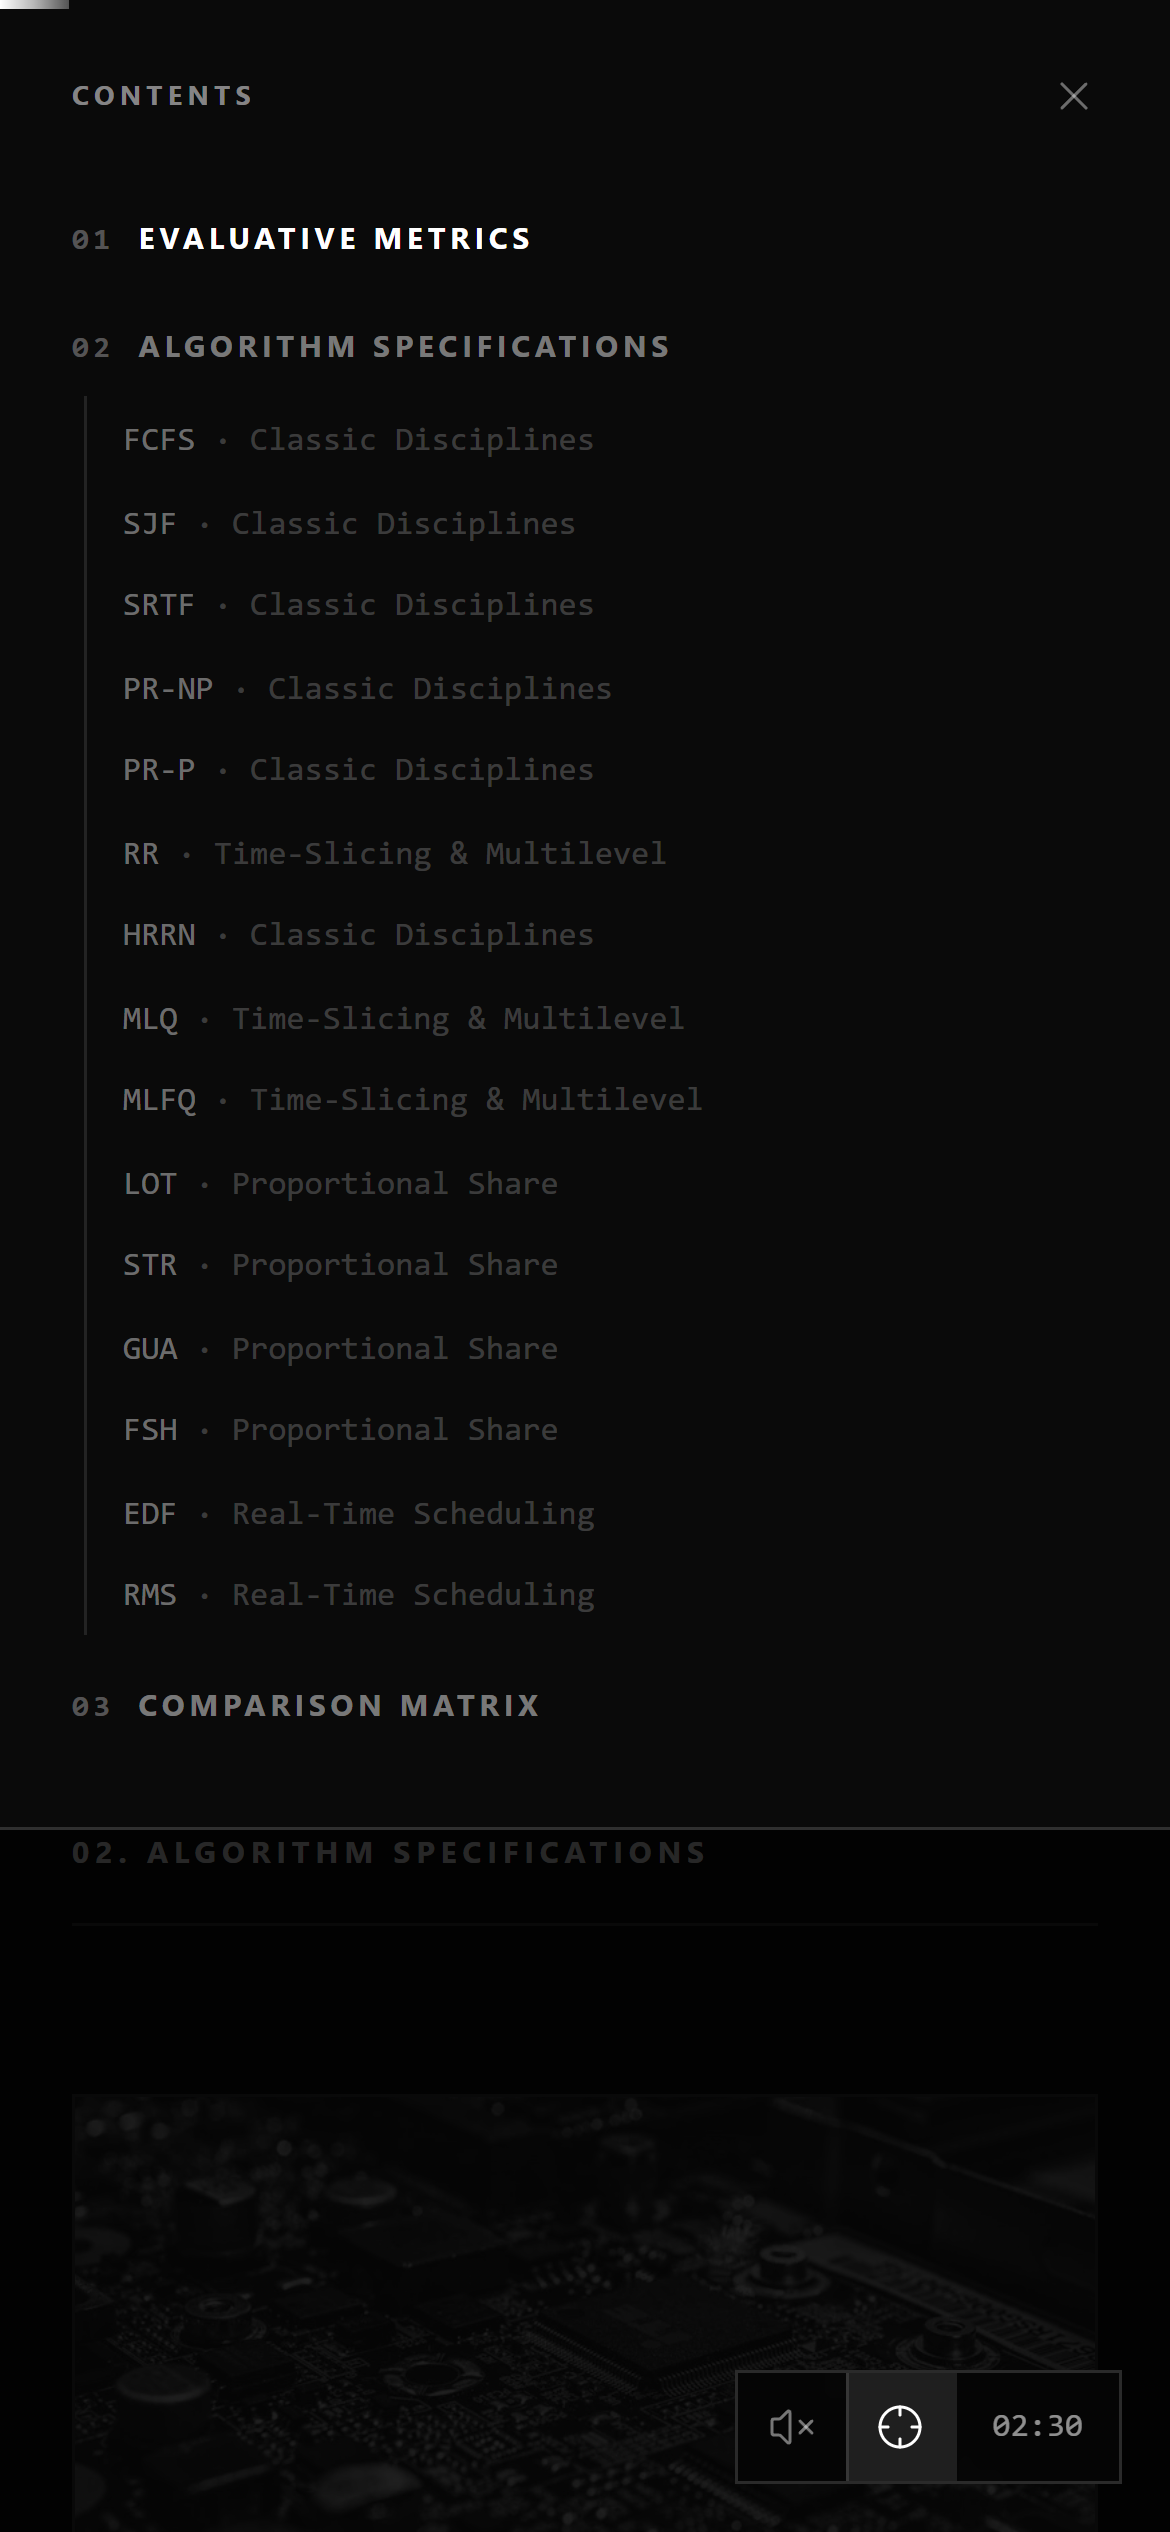 CONTENTS
01 EVALUATIVE METRICS
02 ALGORITHM SPECIFICATIONS
FCFS · Classic Disciplines
SJF · Classic Disciplines
SRTF · Classic Disciplines
PR-NP · Classic Disciplines
PR-P · Classic Disciplines
RR · Time-Slicing & Multilevel
HRRN · Classic Disciplines
MLQ · Time-Slicing & Multilevel
MLFQ · Time-Slicing & Multilevel
LOT · Proportional Share
STR · Proportional Share
GUA · Proportional Share
FSH · Proportional Share
EDF · Real-Time Scheduling
RMS · Real-Time Scheduling
03 COMPARISON MATRIX
02. ALGORITHM SPECIFICATIONS
02:30